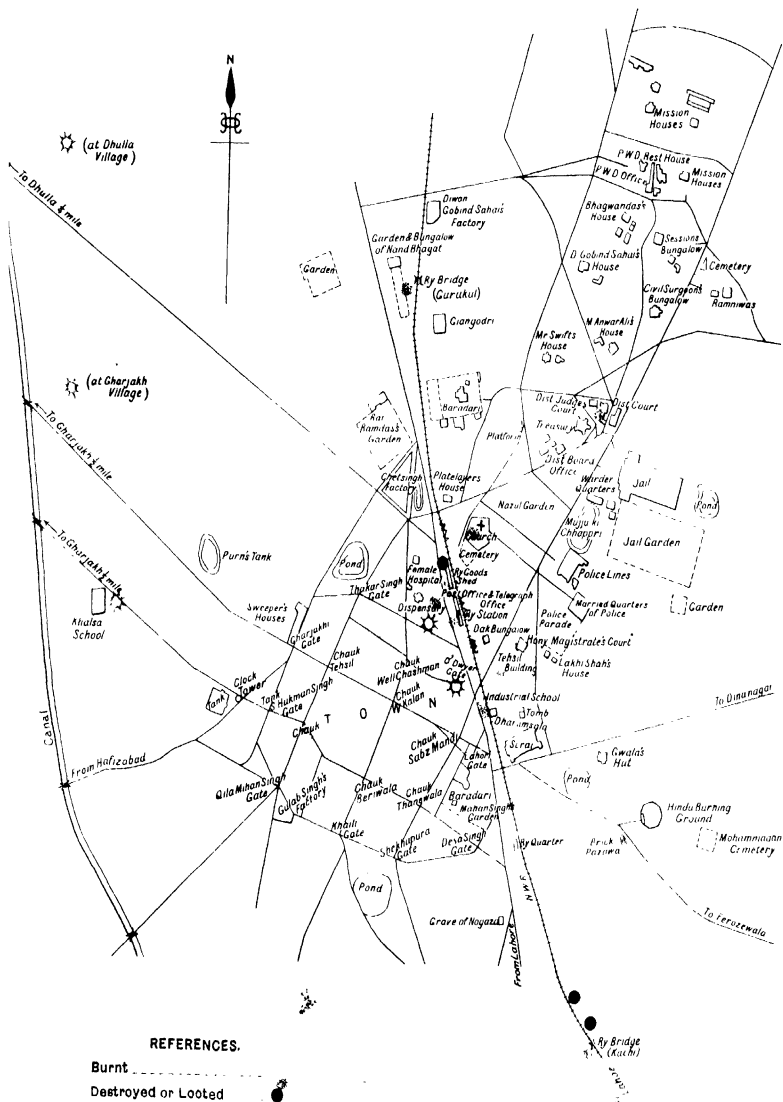 N
(at Dhulla
Village)
To Dhulla ½ mile
Mission
Houses
PWD Rest House
PWD Office
Mission
Houses
Diwan
Gobind Sahai's
Factory
Bhagwandas's
House
Garden & Bungalow
of Nand Bhagat
Sessions
Bungalow
Garden
D Gobind Sahai's
House
Cemetery
Ry Bridge
(Gurukul)
Civil Surgeon's
Bungalow
Ramniwas
Gianyodri
M Anwar Ali's
House
Mr Swift's
House
(at Gharjakh
Village)
To Gharjakh ½ mile
Baradari
Dist Judge
Court
Dist Court
Rai
Ramdass's
Garden
Treasury
Platform
Dist Board
Office
Chetsingh
Factory
Platelayers
House
Warder
Quarters
Jail
Pond
Nazul Garden
Mujju ki
Chhappri
Jail Garden
To Gharjakh ½ mile
Purn's Tank
Church
Cemetery
Pond
Police Lines
Female
Hospital
Ry Goods
Shed
Thakar Singh
Gate
Post Office & Telegraph
Office
Married Quarters
of Police
Garden
Khalsa
School
Sweeper's
Houses
Dispensary
Ry Station
Police
Parade
Gharjakhi
Gate
Dak Bungalow
Hony Magistrate's Court
Chauk
Tehsil
Chauk
Well Chashman
O'Dwyer
Gate
Tehsil
Building
Lakhi Shah's
House
Clock
Tower
Tank
Tank
S Hukman Singh
Gate
Chauk
Kalan
Industrial School
To Dinanagar
Tomb
TOWN
Dharamsala
Chauk
Chauk
Sabz Mandi
Serai
Canal
From Hafizabad
Lahori
Gate
Gwala's
Hut
Qila Mihan Singh
Gate
Gulab Singh's
Factory
Chauk
Beriwala
Chauk
Thanewala
Baradari
Mahan Singh's
Garden
Pond
Hindu Burning
Ground
Khaili
Gate
Shekhupura
Gate
Desa Singh
Gate
Ry Quarter
Brick
Pazawa
Mohammadan
Cemetery
Pond
N W R
Grave of Nogaza
To Ferozewala
From Lahore
Ry Bridge
(Kachi)
Lahore
REFERENCES.
Burnt
Destroyed or Looted